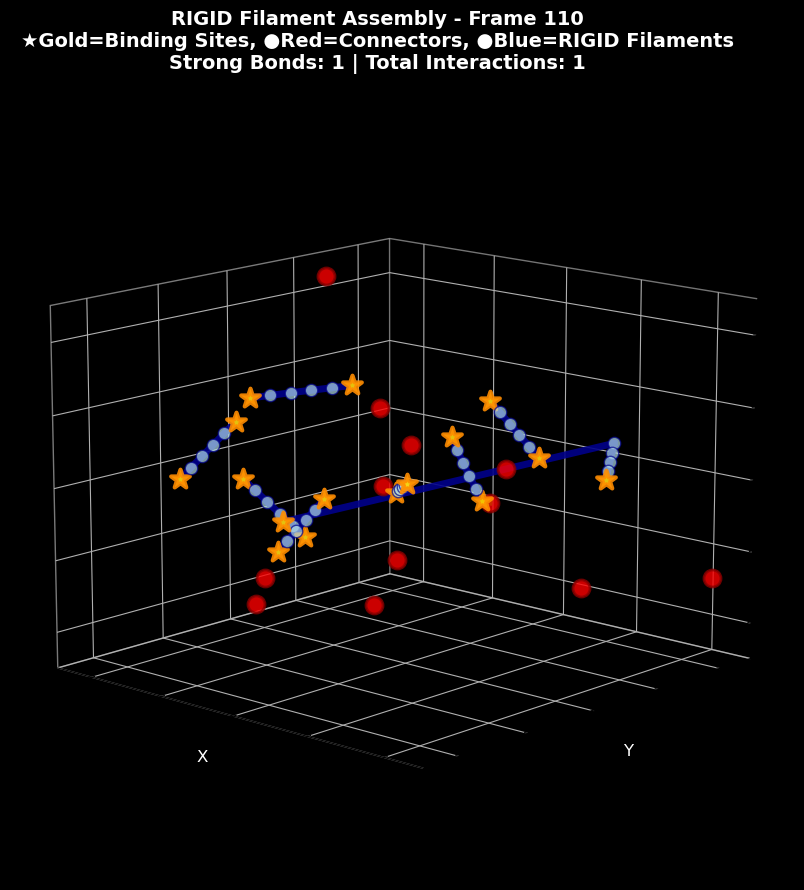 RIGID Filament Assembly - Frame 110
★Gold=Binding Sites, ●Red=Connectors, ●Blue=RIGID Filaments
Strong Bonds: 1 | Total Interactions: 1
X
Y